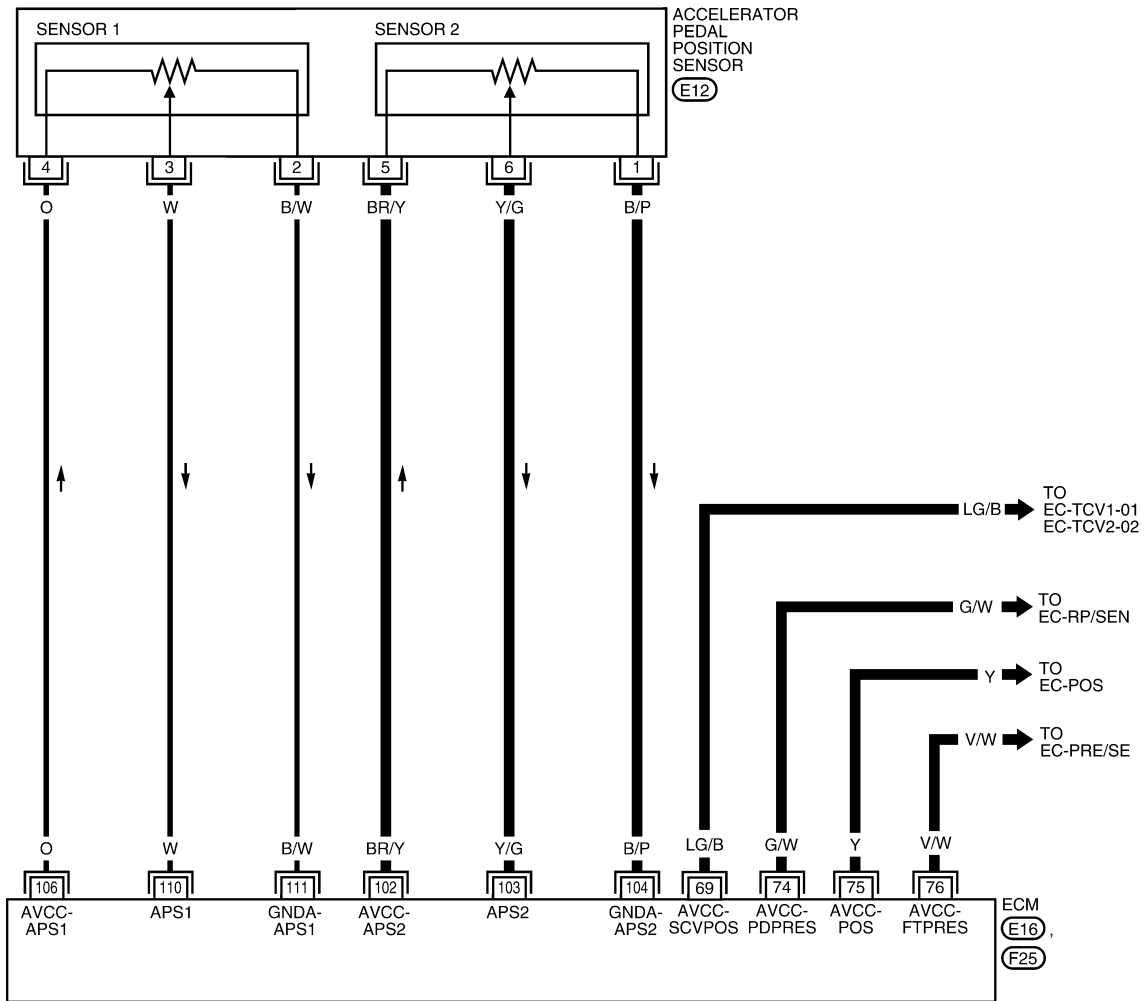 SENSOR 1
SENSOR 2
ACCELERATOR
PEDAL
POSITION
SENSOR
E12
4 3 2 5 6 1
O W B/W BR/Y Y/G B/P
LG/B
TO
EC-TCV1-01
EC-TCV2-02
G/W
TO
EC-RP/SEN
Y
TO
EC-POS
V/W
TO
EC-PRE/SE
O W B/W BR/Y Y/G B/P LG/B G/W Y V/W
106 110 111 102 103 104 69 74 75 76
AVCC-
APS1
APS1
GNDA-
APS1
AVCC-
APS2
APS2
GNDA-
APS2
AVCC-
SCVPOS
AVCC-
PDPRES
AVCC-
POS
AVCC-
FTPRES
ECM
E16 ,
F25